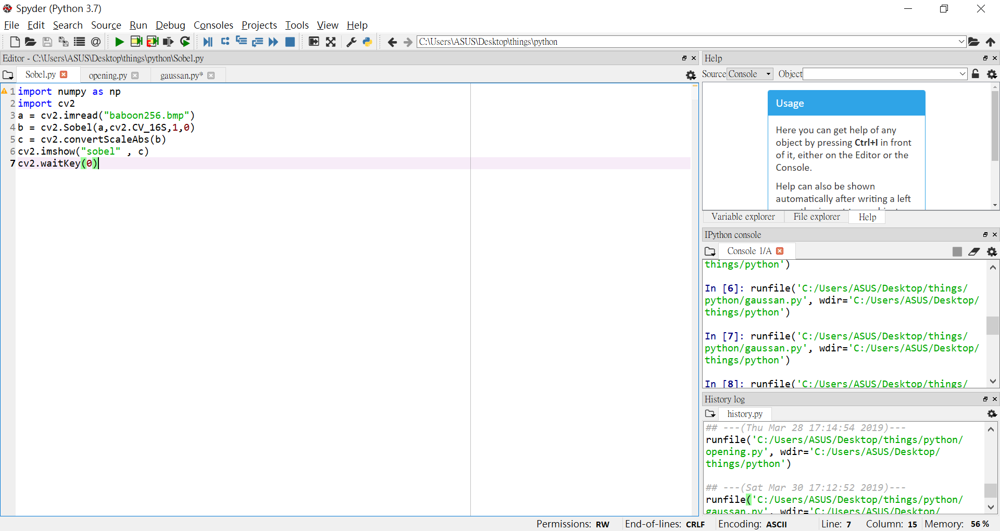 Spyder (Python 3.7)
File Edit Search Source Run Debug Consoles Projects Tools View Help
C:\Users\ASUS\Desktop\things\python
Editor - C:\Users\ASUS\Desktop\things\python\Sobel.py
Sobel.py opening.py gaussan.py*
1 import numpy as np
2 import cv2
3 a = cv2.imread("baboon256.bmp")
4 b = cv2.Sobel(a,cv2.CV_16S,1,0)
5 c = cv2.convertScaleAbs(b)
6 cv2.imshow("sobel" , c)
7 cv2.waitKey(0)
Help
Source Console Object
Usage
Here you can get help of any
object by pressing Ctrl+I in front
of it, either on the Editor or the
Console.
Help can also be shown
automatically after writing a left
Variable explorer File explorer Help
IPython console
Console 1/A
things/python')
In [6]: runfile('C:/Users/ASUS/Desktop/things/
python/gaussan.py', wdir='C:/Users/ASUS/Desktop/
things/python')
In [7]: runfile('C:/Users/ASUS/Desktop/things/
python/gaussan.py', wdir='C:/Users/ASUS/Desktop/
things/python')
In [8]: runfile('C:/Users/ASUS/Desktop/things/
History log
history.py
## ---(Thu Mar 28 17:14:54 2019)---
runfile('C:/Users/ASUS/Desktop/things/python/
opening.py', wdir='C:/Users/ASUS/Desktop/
things/python')
## ---(Sat Mar 30 17:12:52 2019)---
runfile('C:/Users/ASUS/Desktop/things/python/
gaussan.py', wdir='C:/Users/ASUS/Desktop/
Permissions: RW End-of-lines: CRLF Encoding: ASCII Line: 7 Column: 15 Memory: 56 %